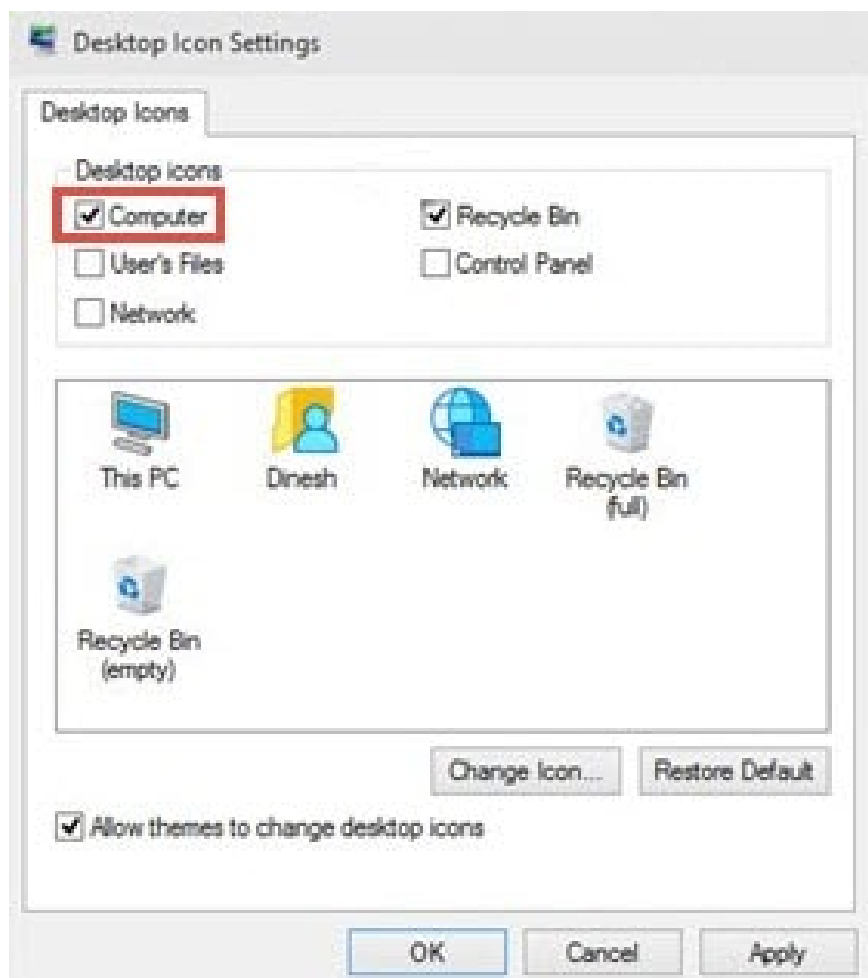 Desktop Icon Settings
Desktop Icons
Desktop icons
Computer
Recycle Bin
User's Files
Control Panel
Network
This PC
Dinesh
Network
Recycle Bin
(full)
Recycle Bin
(empty)
Change Icon...
Restore Default
Allow themes to change desktop icons
OK
Cancel
Apply